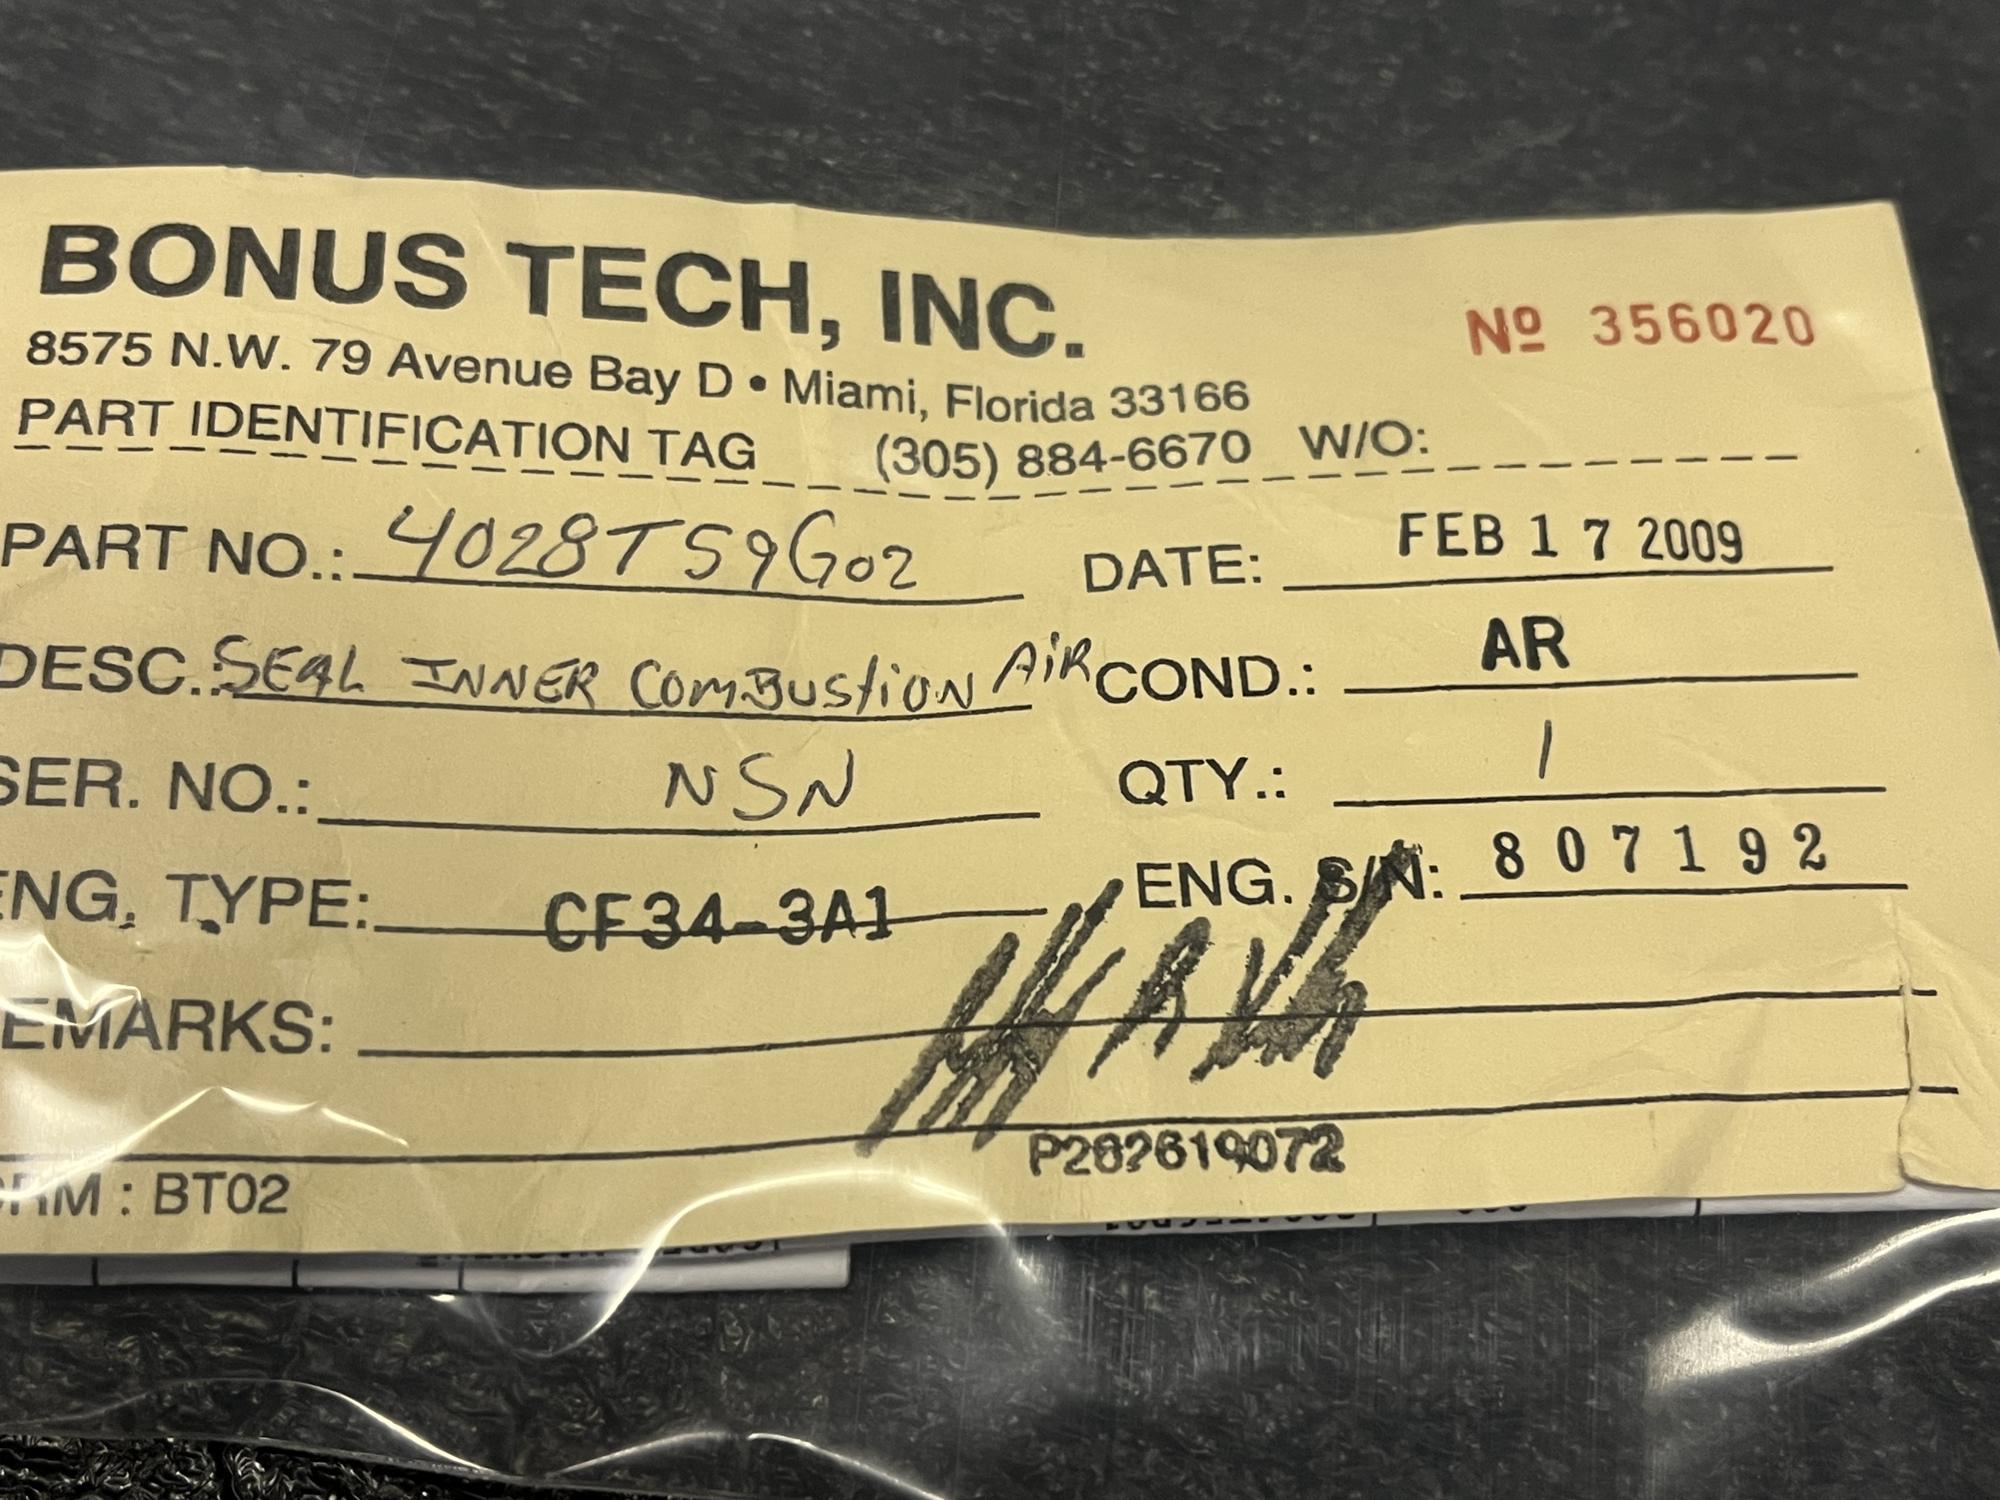 BONUS TECH, INC.
Nº 356020
8575 N.W. 79 Avenue Bay D • Miami, Florida 33166
PART IDENTIFICATION TAG (305) 884-6670 W/O:
PART NO.: 4028T59G02 DATE: FEB 17 2009
DESC.: SEAL INNER COMBUSTION AIR COND.: AR
SER. NO.: NSN QTY.: 1
ENG. TYPE: CF34-3A1 ENG. S/N: 807192
EMARKS:
P202619072
ORM : BT02